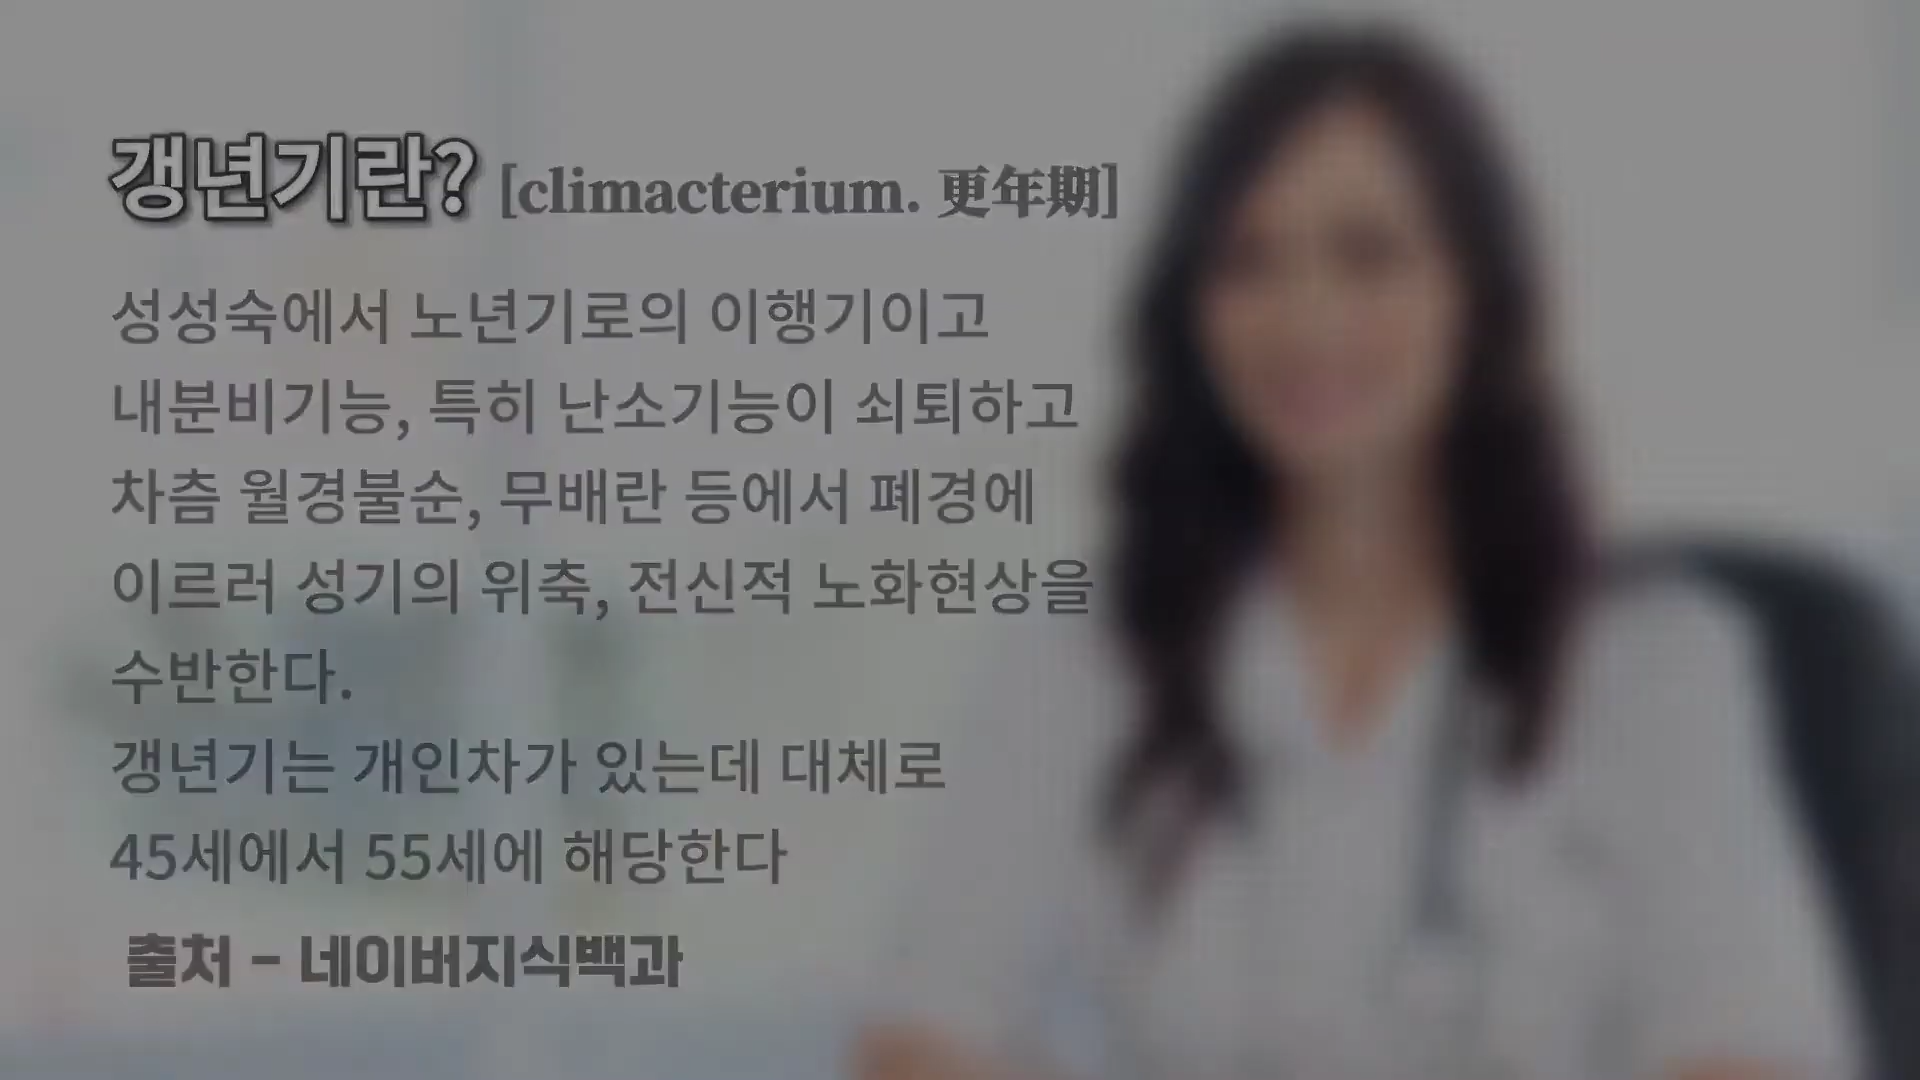 갱년기란? [climacterium. 更年期]
성성숙에서 노년기로의 이행기이고
내분비기능, 특히 난소기능이 쇠퇴하고
차츰 월경불순, 무배란 등에서 폐경에
이르러 성기의 위축, 전신적 노화현상을
수반한다.
갱년기는 개인차가 있는데 대체로
45세에서 55세에 해당한다
출처 - 네이버지식백과